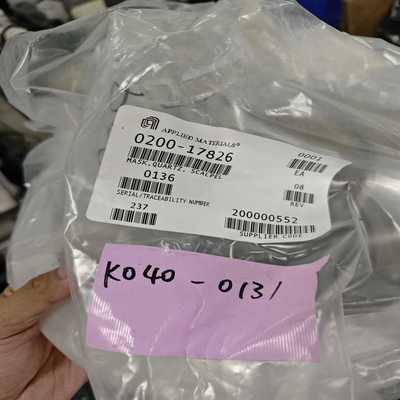 APPLIED MATERIALS®
0200-17826
MASK, QUARTZ, SCALPEL
0001
EA
0136
08
REV
SERIAL/TRACEABILITY NUMBER
237
200000552
SUPPLIER CODE
K040-0131